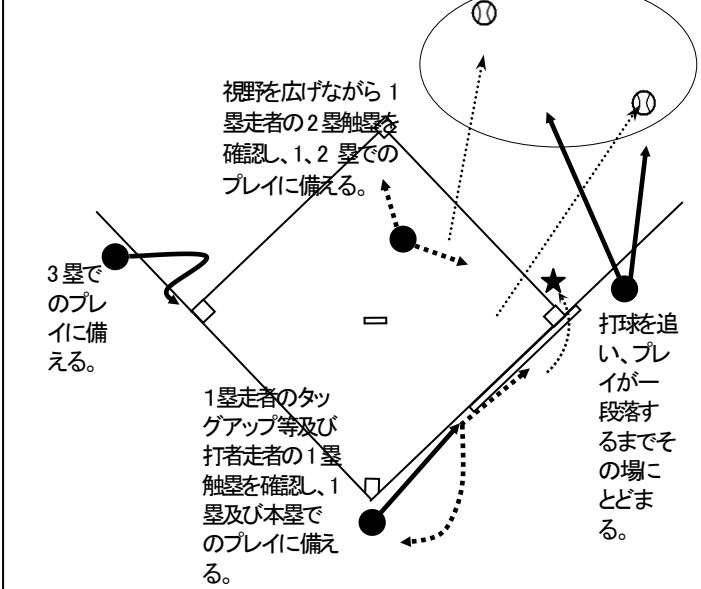 視野を広げながら 1
塁走者の2塁触塁を
確認し、1、2 塁での
プレイに備える。
3塁で
のプレ
イに備
える。
打球を追
い、プレ
イが一
段落す
るまでそ
の場に
とどま
る。
1塁走者のタッ
グアップ等及び
打者走者の1塁
触塁を確認し、1
塁及び本塁で
のプレイに備え
る。